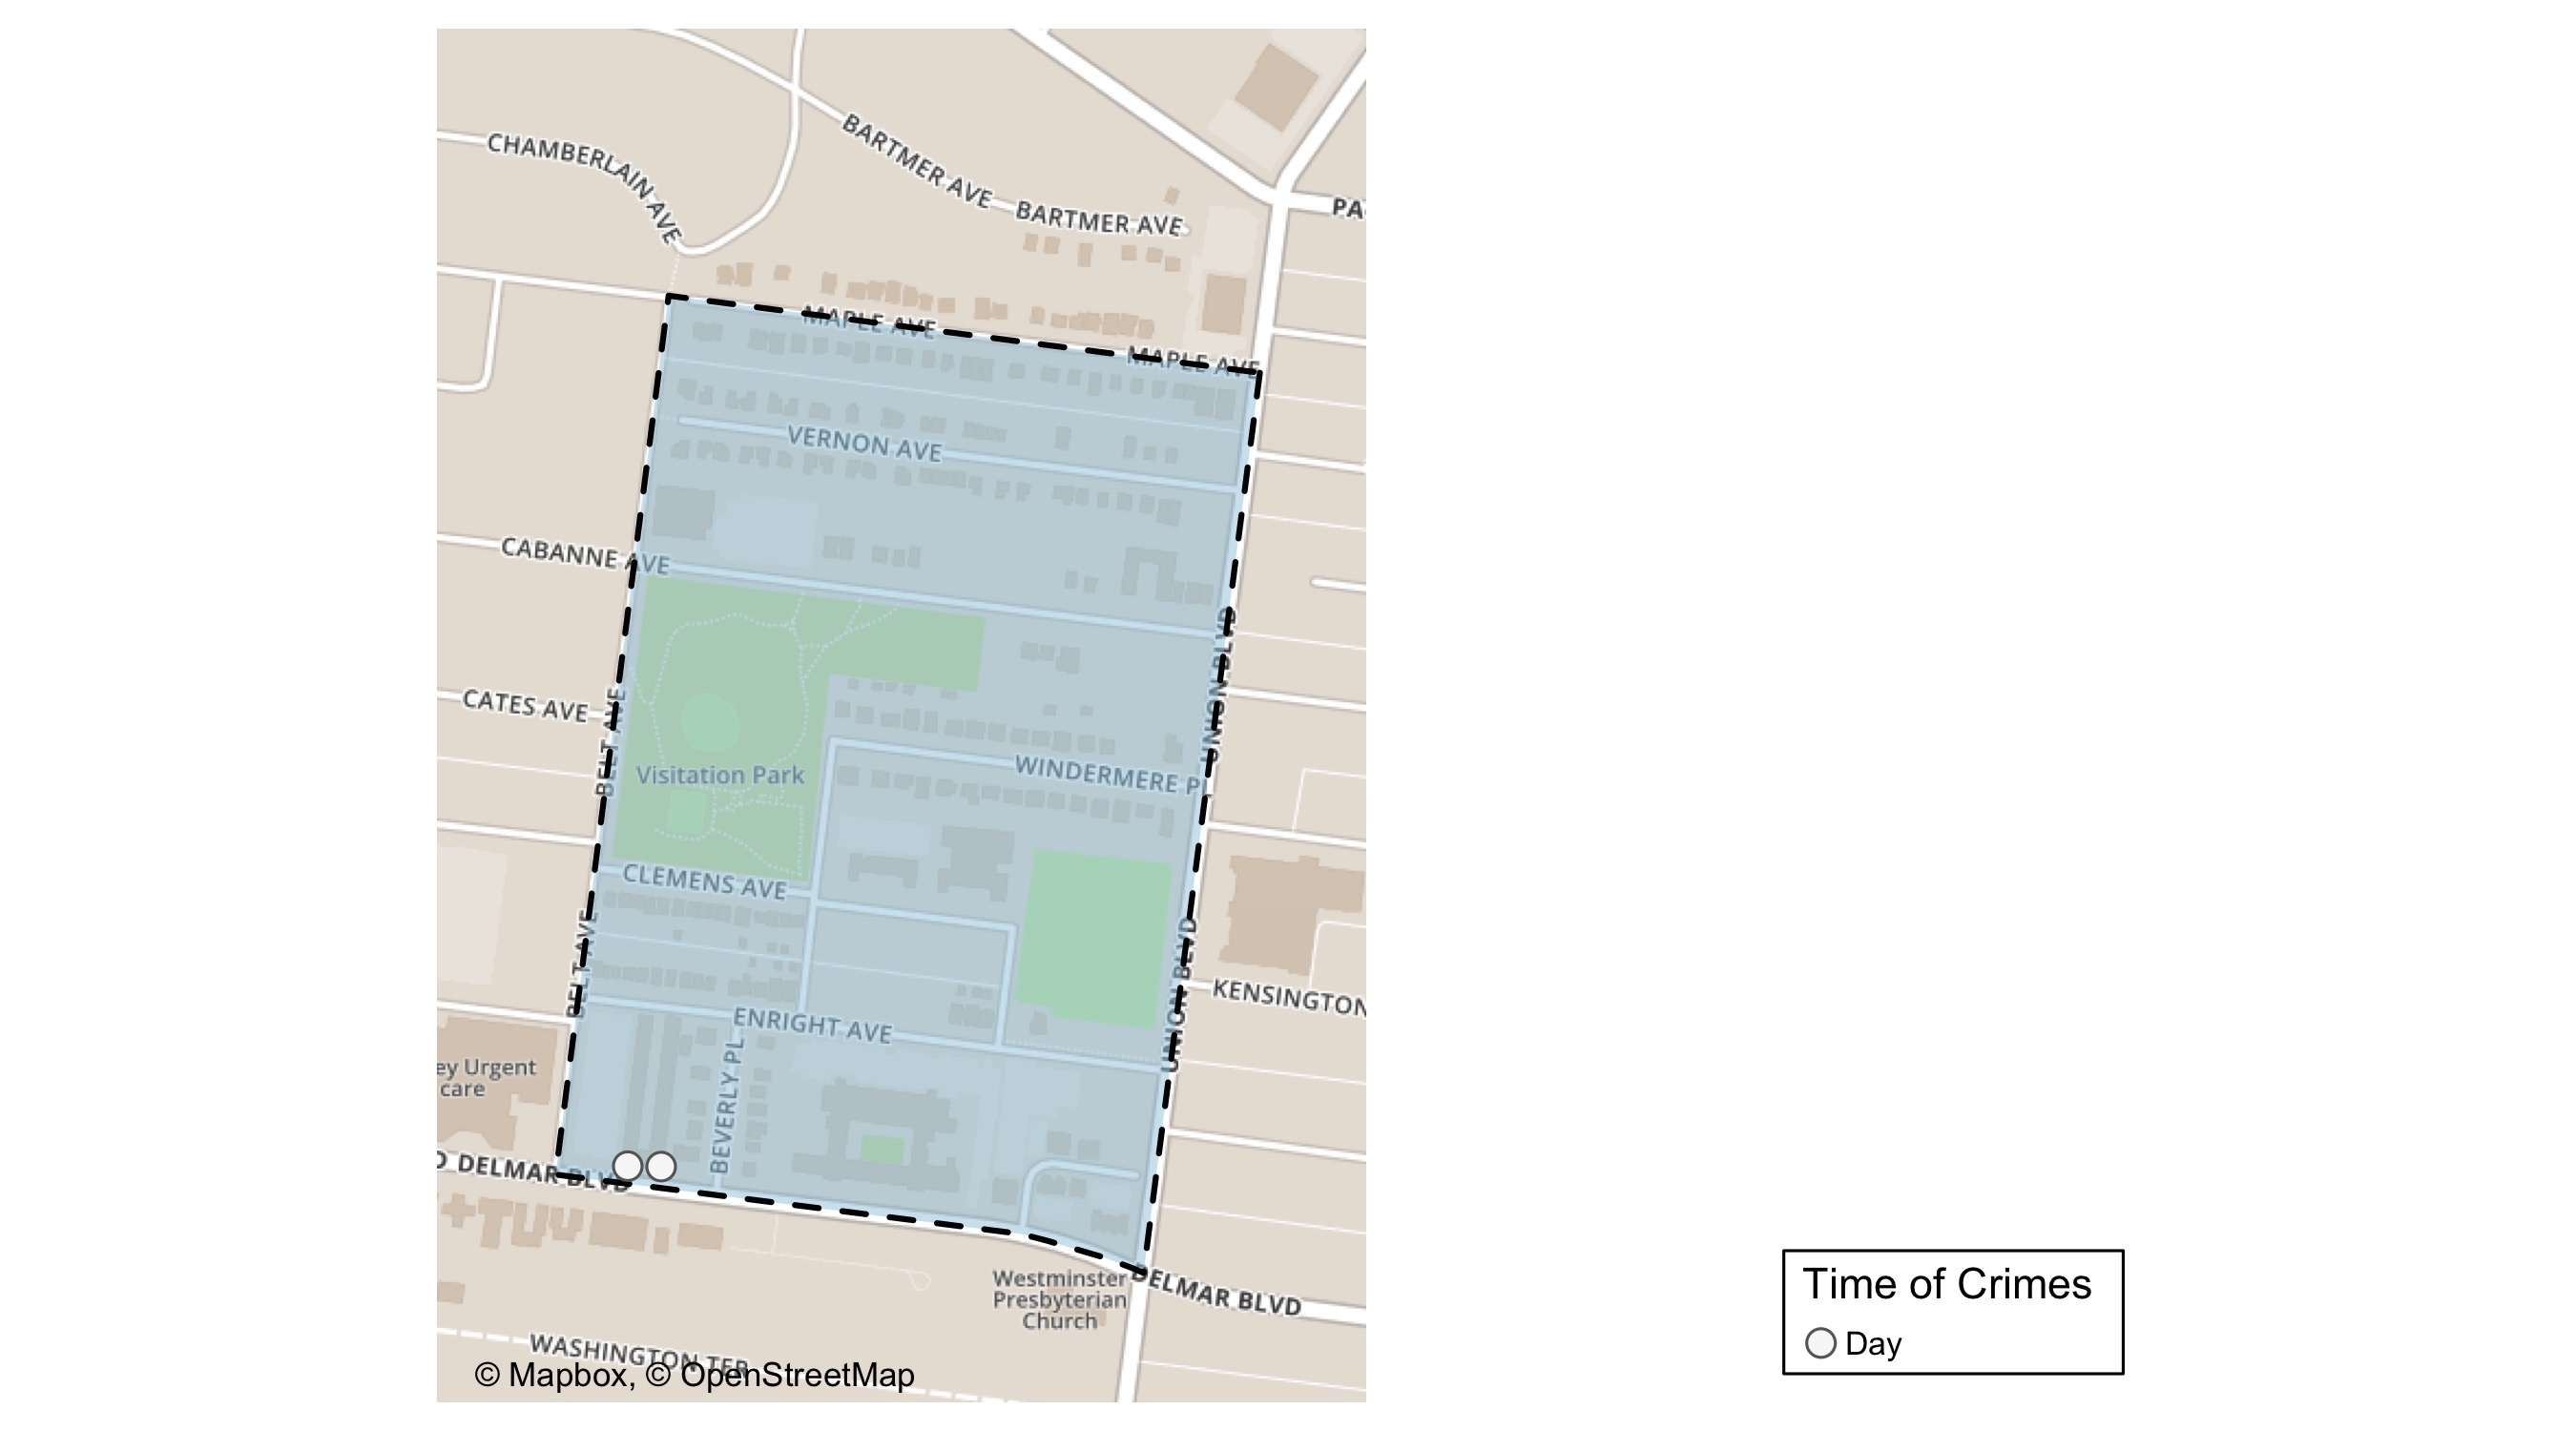 CHAMBERLAIN AVE
BARTMER AVE
BARTMER AVE
MAPLE AVE
MAPLE AVE
VERNON AVE
CABANNE AVE
UNION BLVD
CATES AVE
BELT AVE
Visitation Park
WINDERMERE
CLEMENS AVE
BELT AVE
UNION BLVD
KENSINGTON
ENRIGHT AVE
BEVERLY PL
Urgent
care
DELMAR BLVD
Westminster
Presbyterian
Church
DELMAR BLVD
WASHINGTON TER
© Mapbox, © OpenStreetMap
Time of Crimes
Day